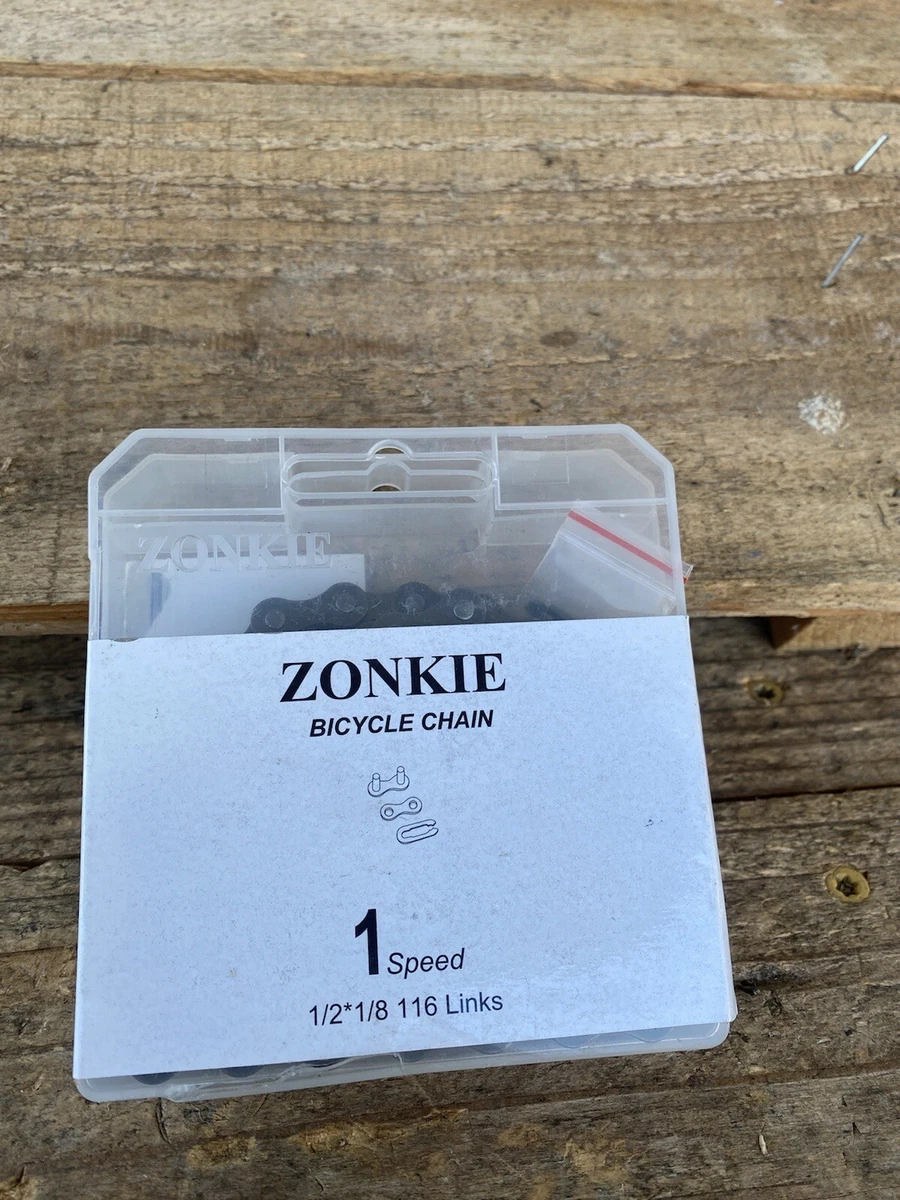 ZONKIE
ZONKIE
BICYCLE CHAIN
1 Speed
1/2*1/8 116 Links